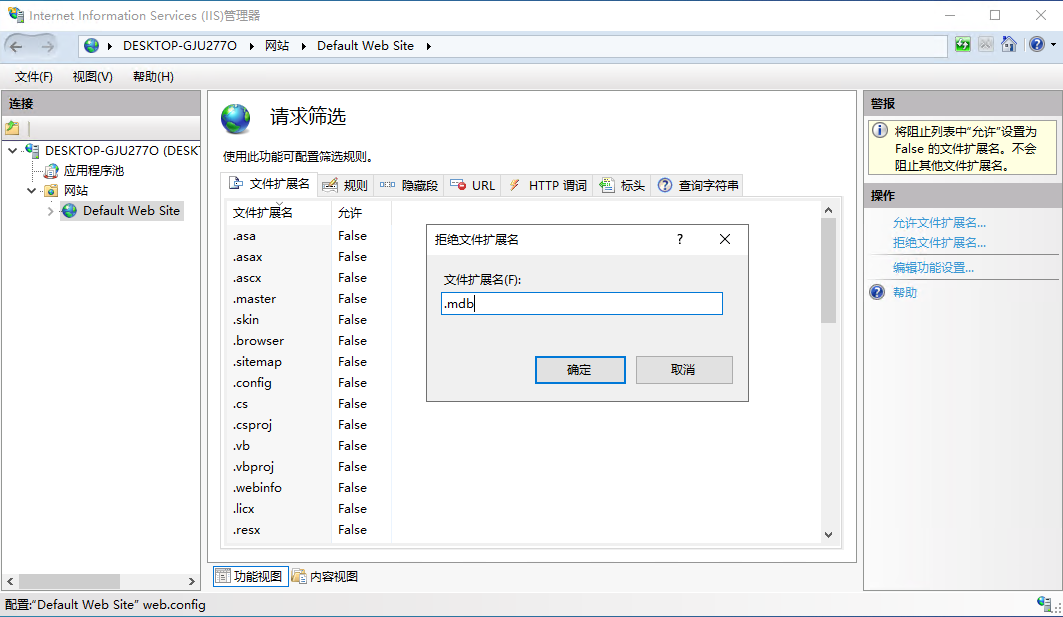 Internet Information Services (IIS)管理器
DESKTOP-GJU277O 网站 Default Web Site
文件(F) 视图(V) 帮助(H)
连接
DESKTOP-GJU277O (DESKT
应用程序池
网站
Default Web Site
请求筛选
使用此功能可配置筛选规则。
文件扩展名 规则 隐藏段 URL HTTP 谓词 标头 查询字符串
文件扩展名 允许
.asa False
.asax False
.ascx False
.master False
.skin False
.browser False
.sitemap False
.config False
.cs False
.csproj False
.vb False
.vbproj False
.webinfo False
.licx False
.resx False
拒绝文件扩展名 ?
文件扩展名(F):
.mdb
确定 取消
功能视图 内容视图
警报
将阻止列表中“允许”设置为
False 的文件扩展名。不会
阻止其他文件扩展名。
操作
允许文件扩展名...
拒绝文件扩展名...
编辑功能设置...
帮助
配置:“Default Web Site” web.config